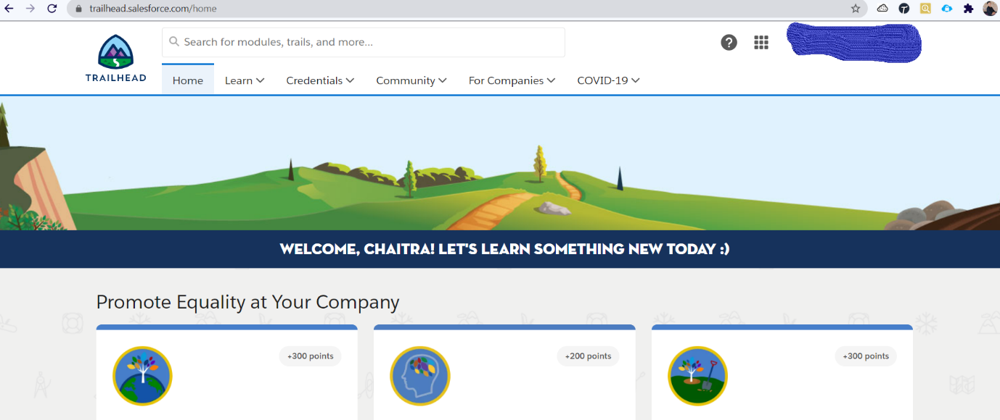 trailhead.salesforce.com/home
Search for modules, trails, and more...
TRAILHEAD
Home Learn Credentials Community For Companies COVID-19
WELCOME, CHAITRA! LET'S LEARN SOMETHING NEW TODAY :)
Promote Equality at Your Company
+300 points +200 points +300 points